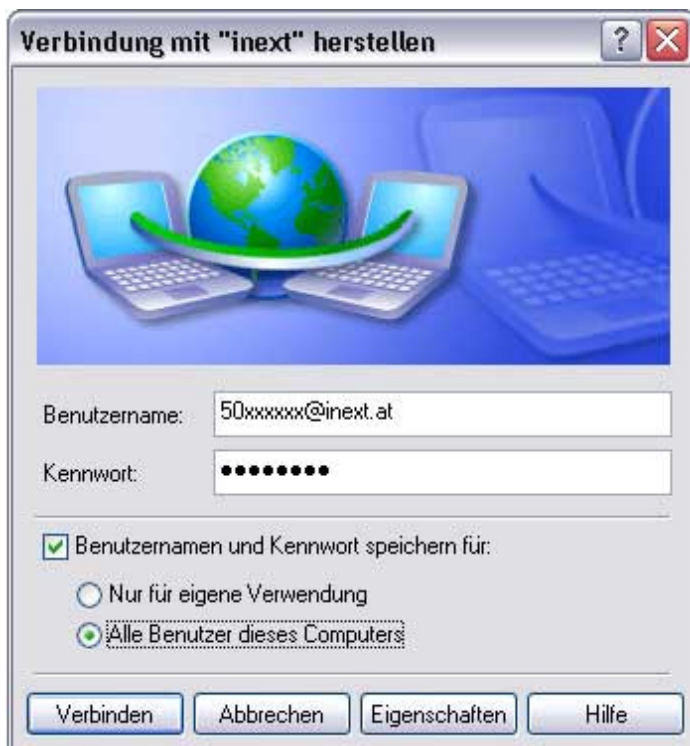 Verbindung mit "inext" herstellen
Benutzername: 50xxxxxx@inext.at
Kennwort: ●●●●●●●●
Benutzernamen und Kennwort speichern für:
Nur für eigene Verwendung
Alle Benutzer dieses Computers
Verbinden Abbrechen Eigenschaften Hilfe